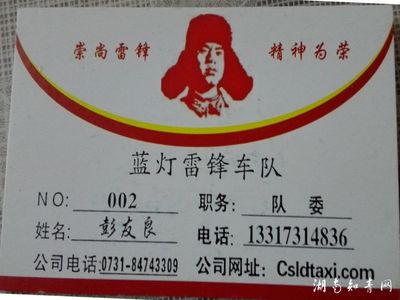 崇尚雷锋 精神为荣
蓝灯雷锋车队
NO: 002 职务: 队委
姓名: 彭友良 电话: 13317314836
公司电话:0731-84743309 公司网址: Csldtaxi.com
湖南知青网